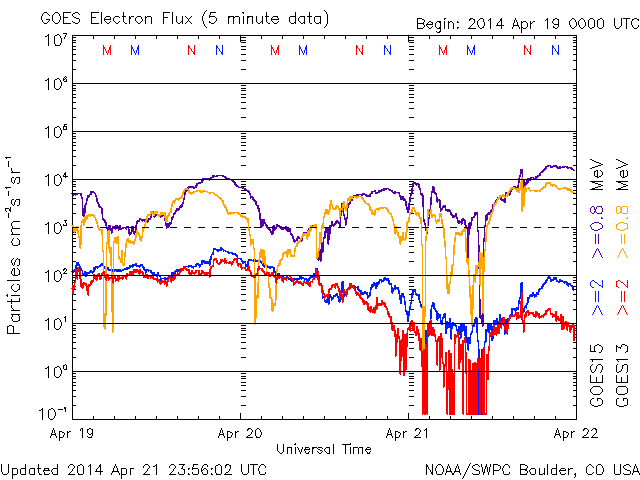 GOES Electron Flux (5 minute data)
Begin: 2014 Apr 19 0000 UTC
M M N N M M N N M M N N
10⁷
10⁶
10⁵
10⁴
10³
10²
10¹
10⁰
10⁻¹
Particles cm⁻²s⁻¹sr⁻¹
Apr 19 Apr 20 Apr 21 Apr 22
Universal Time
GOES15 >=2 >=0.8 MeV
GOES13 >=2 >=0.8 MeV
Updated 2014 Apr 21 23:56:02 UTC
NOAA/SWPC Boulder, CO USA